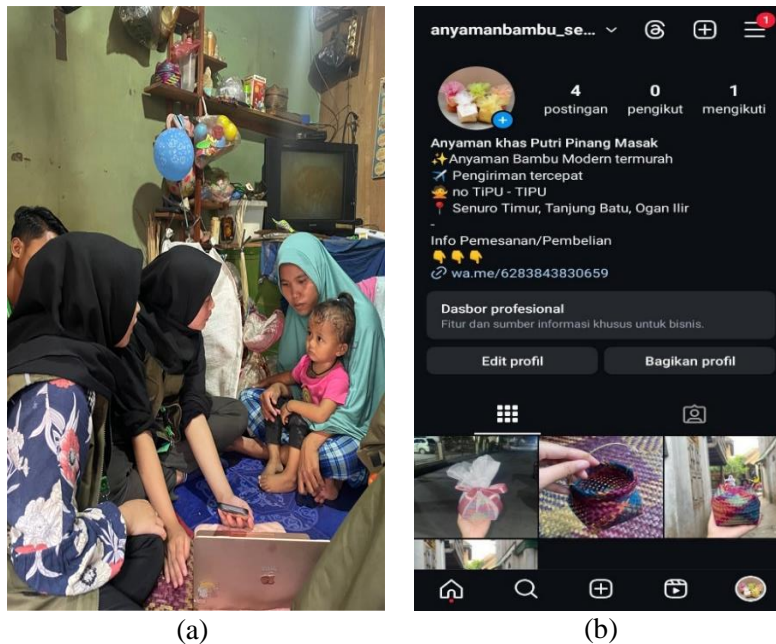 anyamanbambu_se...
1
4
0
1
postingan
pengikut
mengikuti
Anyaman khas Putri Pinang Masak
✨Anyaman Bambu Modern termurah
✈️ Pengiriman tercepat
🙅 no TiPU - TIPU
📍 Senuro Timur, Tanjung Batu, Ogan Ilir
-
Info Pemesanan/Pembelian
👇👇👇
wa.me/6283843830659
Dasbor profesional
Fitur dan sumber informasi khusus untuk bisnis.
Edit profil
Bagikan profil
(a)
(b)